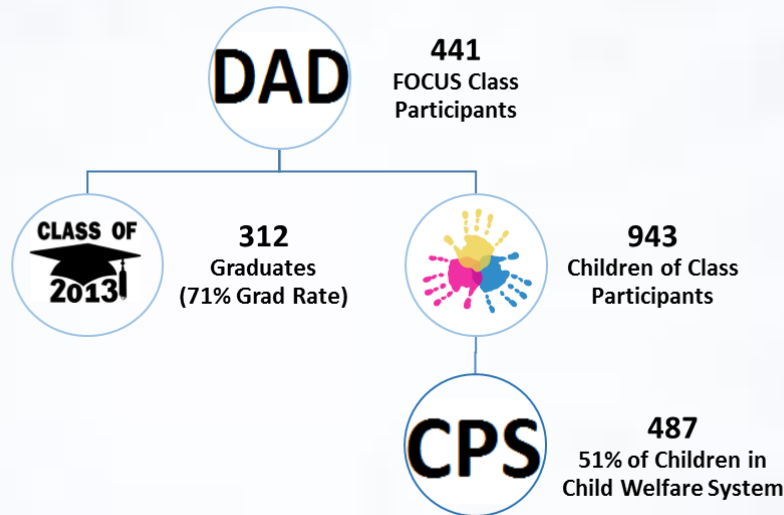 DAD
441
FOCUS Class
Participants
CLASS OF
2013
312
Graduates
(71% Grad Rate)
943
Children of Class
Participants
CPS
487
51% of Children in
Child Welfare System